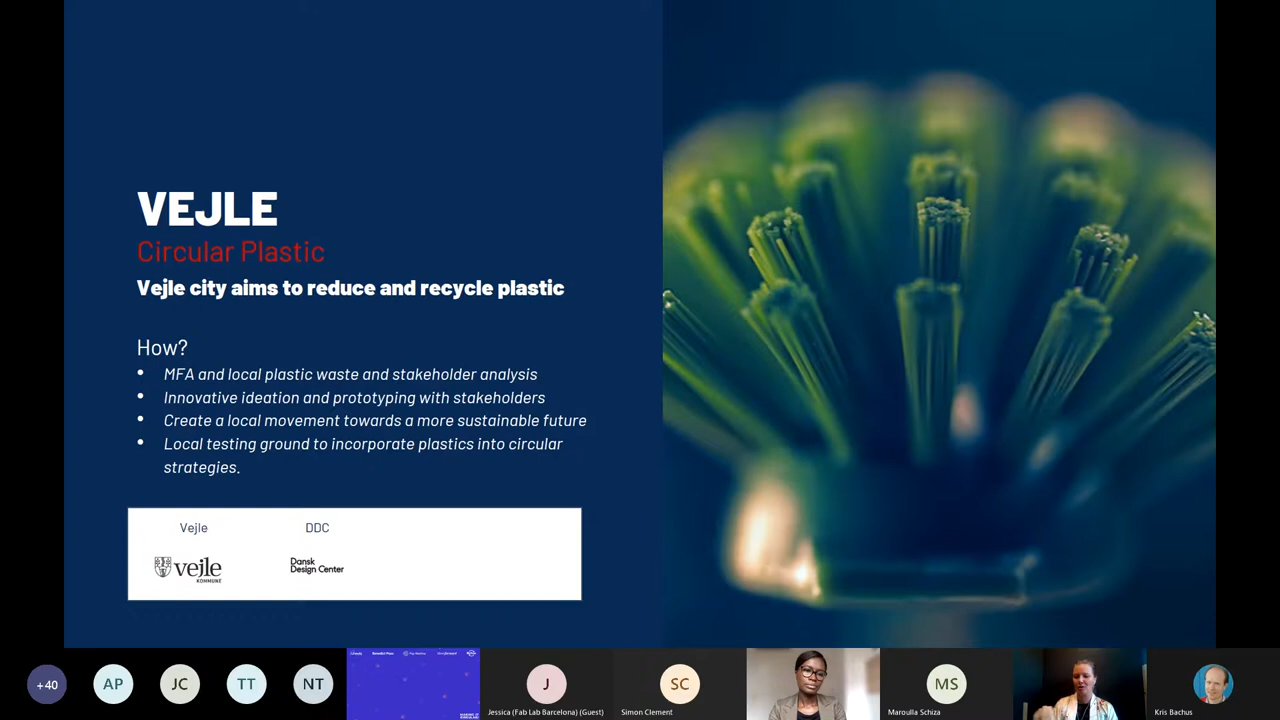 VEJLE
Circular Plastic
Vejle city aims to reduce and recycle plastic
How?
• MFA and local plastic waste and stakeholder analysis
• Innovative ideation and prototyping with stakeholders
• Create a local movement towards a more sustainable future
• Local testing ground to incorporate plastics into circular
strategies.
Vejle
DDC
vejle
KOMMUNE
Dansk
Design Center
+40
AP
JC
TT
NT
J
SC
MS
Jessica (Fab Lab Barcelona) (Guest)
Simon Clement
Maroulla Schiza
Kris Bachus